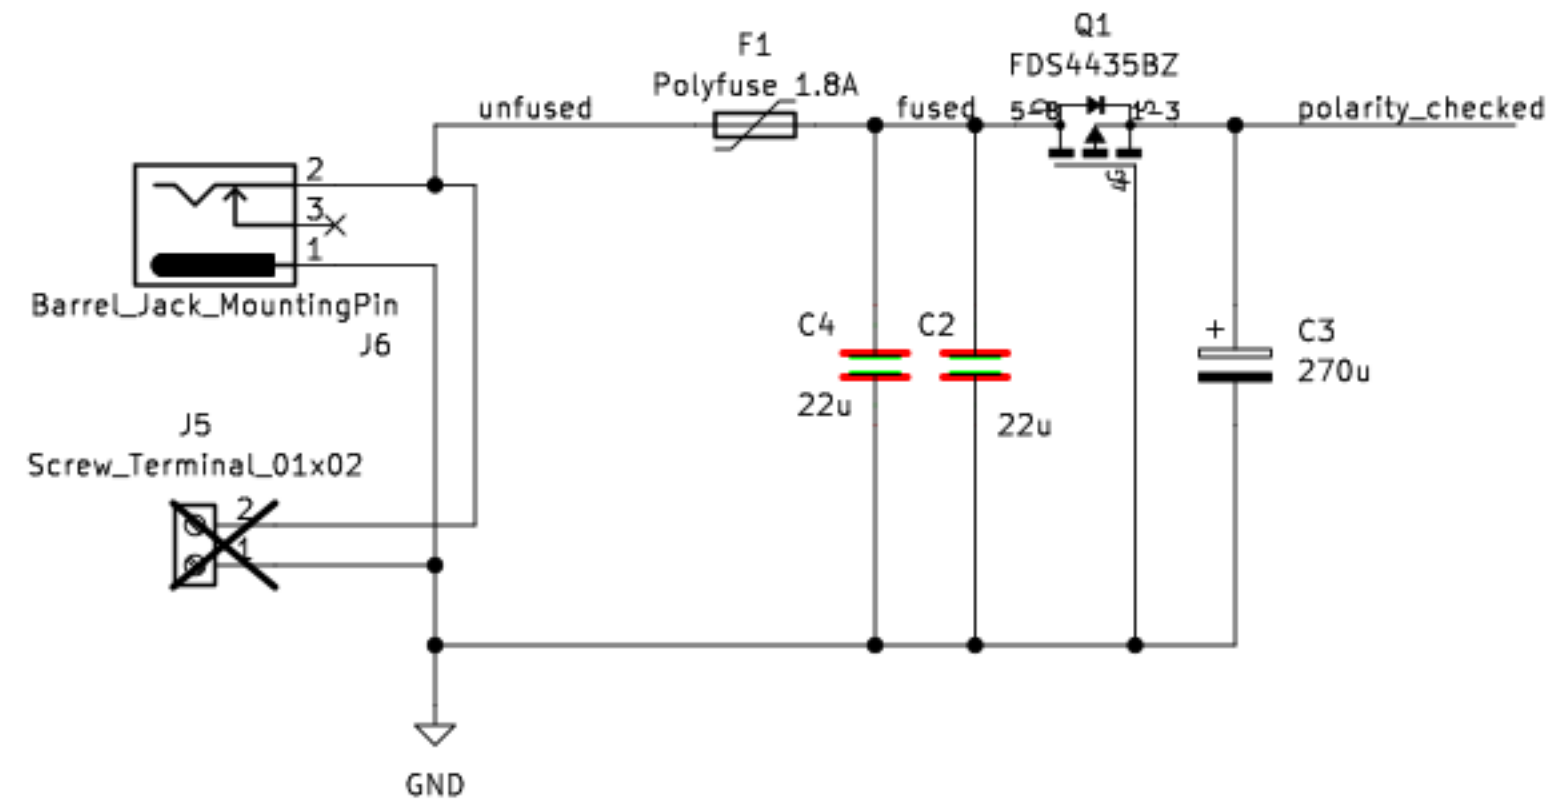 Q1
FDS4435BZ
F1
Polyfuse_1.8A
unfused
fused
5-8
D
S
1-3
polarity_checked
G
4
2
3
1
Barrel_Jack_MountingPin
J6
C4
22u
C2
22u
+
C3
270u
J5
Screw_Terminal_01x02
2
1
GND